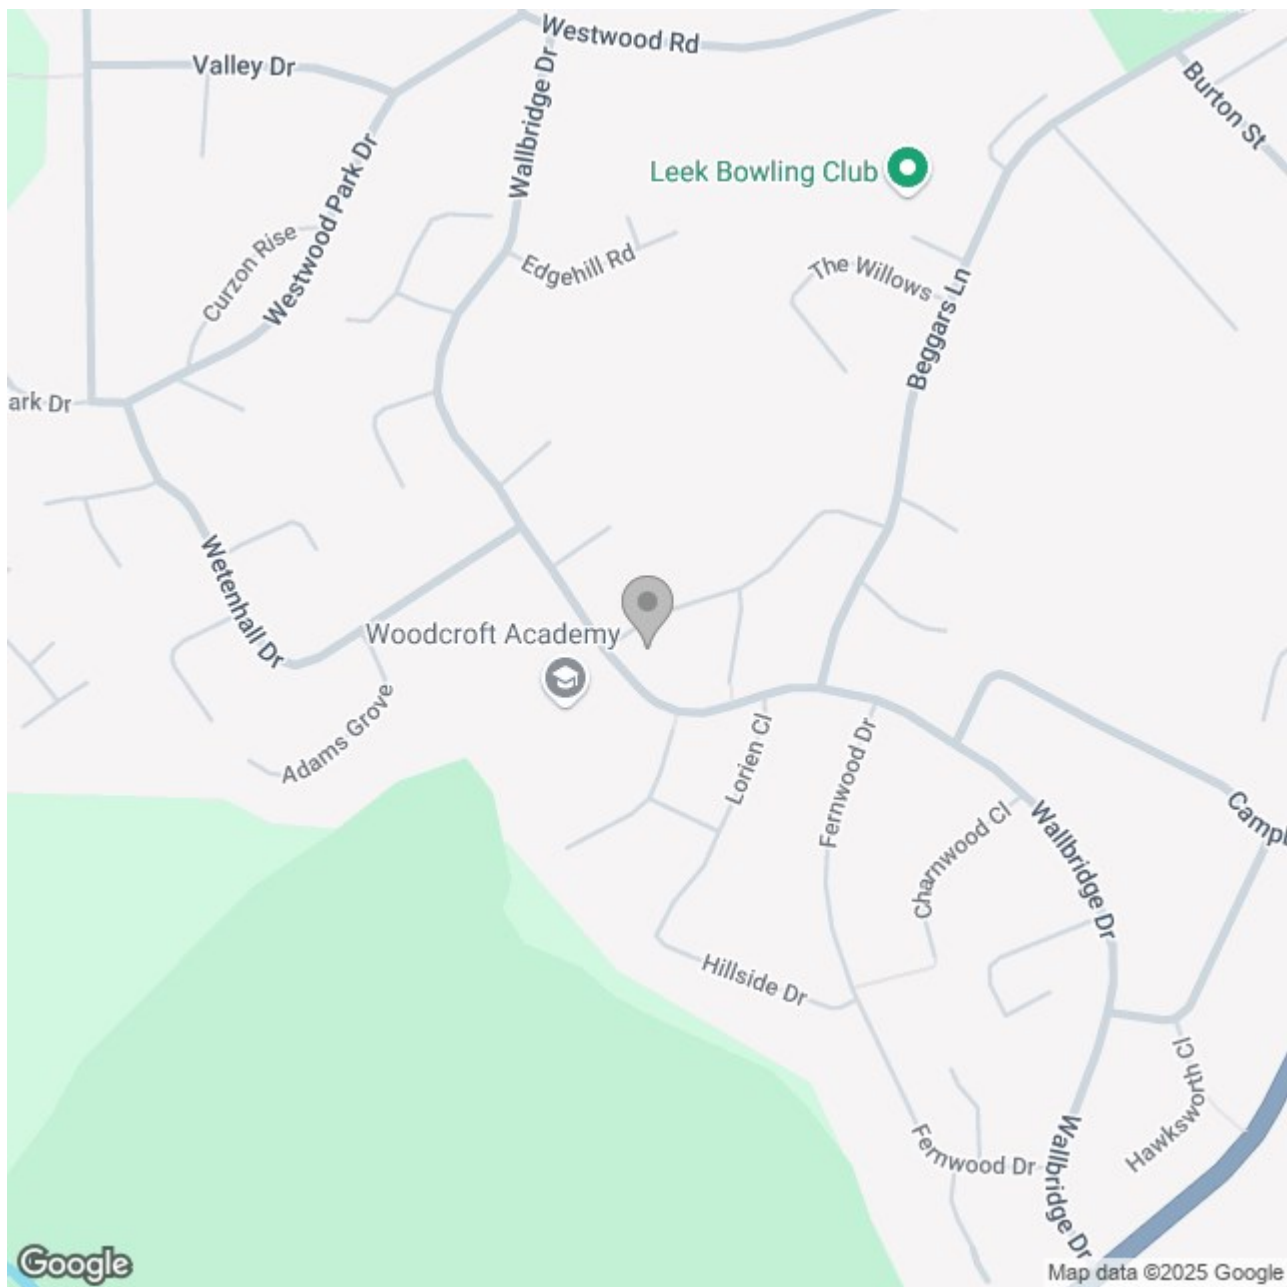 Westwood Rd
Valley Dr
Wallbridge Dr
Burton St
Leek Bowling Club
Westwood Park Dr
Curzon Rise
Edgehill Rd
The Willows
Beggars Ln
ark Dr
Wetenhall Dr
Woodcroft Academy
Adams Grove
Lorien Cl
Fernwood Dr
Charnwood Cl
Wallbridge Dr
Campb
Hillside Dr
Hawksworth Cl
Fernwood Dr
Wallbridge Dr
Google
Map data ©2025 Google